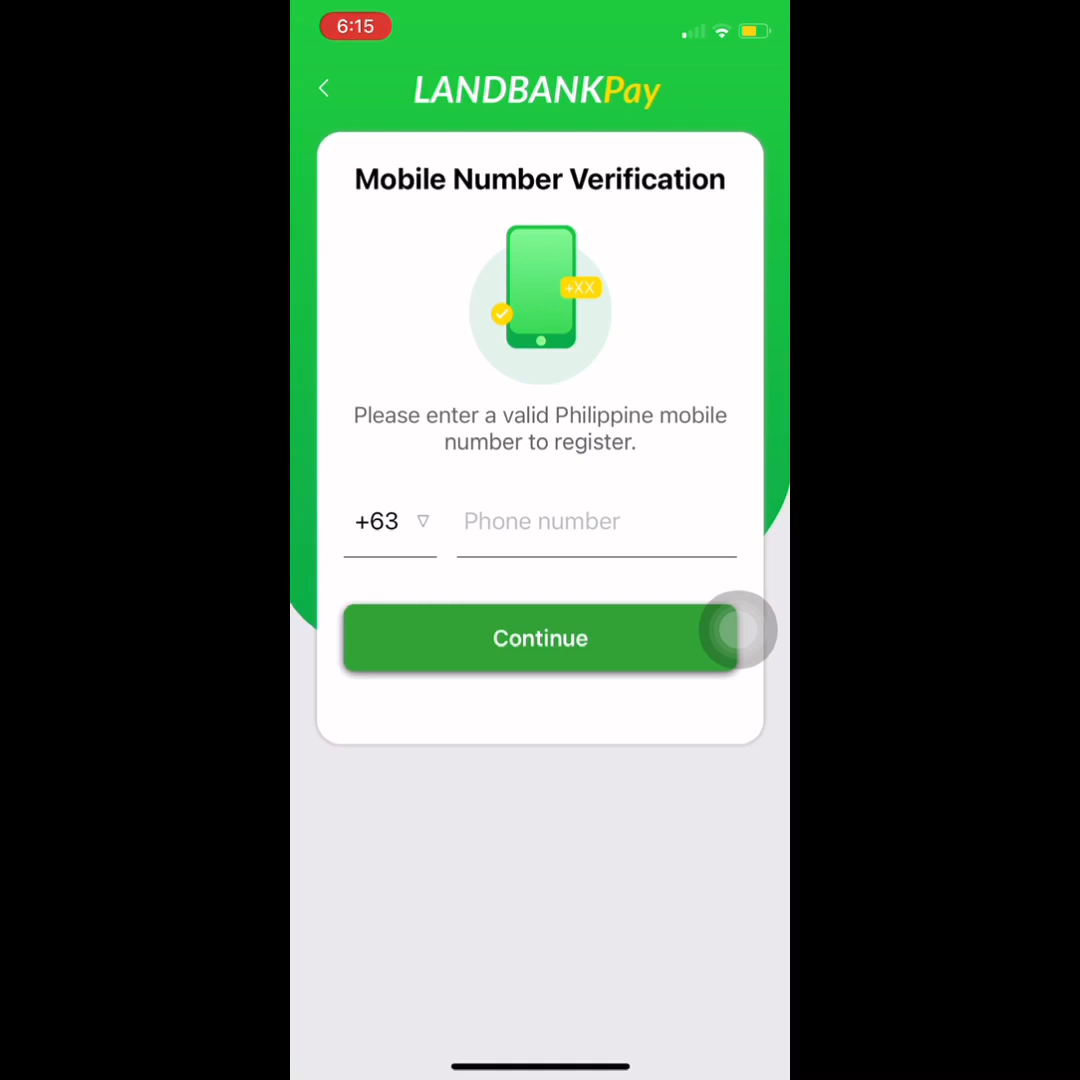 6:15
LANDBANKPay
Mobile Number Verification
+XX
Please enter a valid Philippine mobile
number to register.
+63
Phone number
Continue